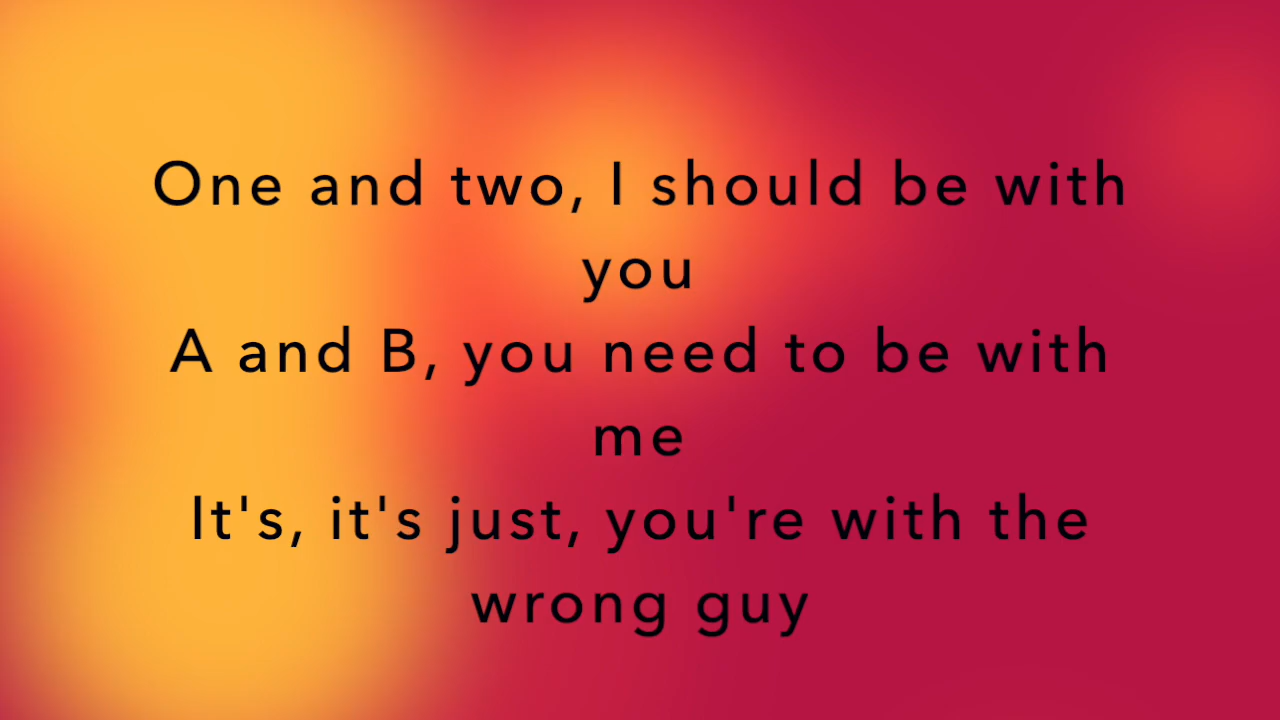 One and two, I should be with
you
A and B, you need to be with
me
It's, it's just, you're with the
wrong guy